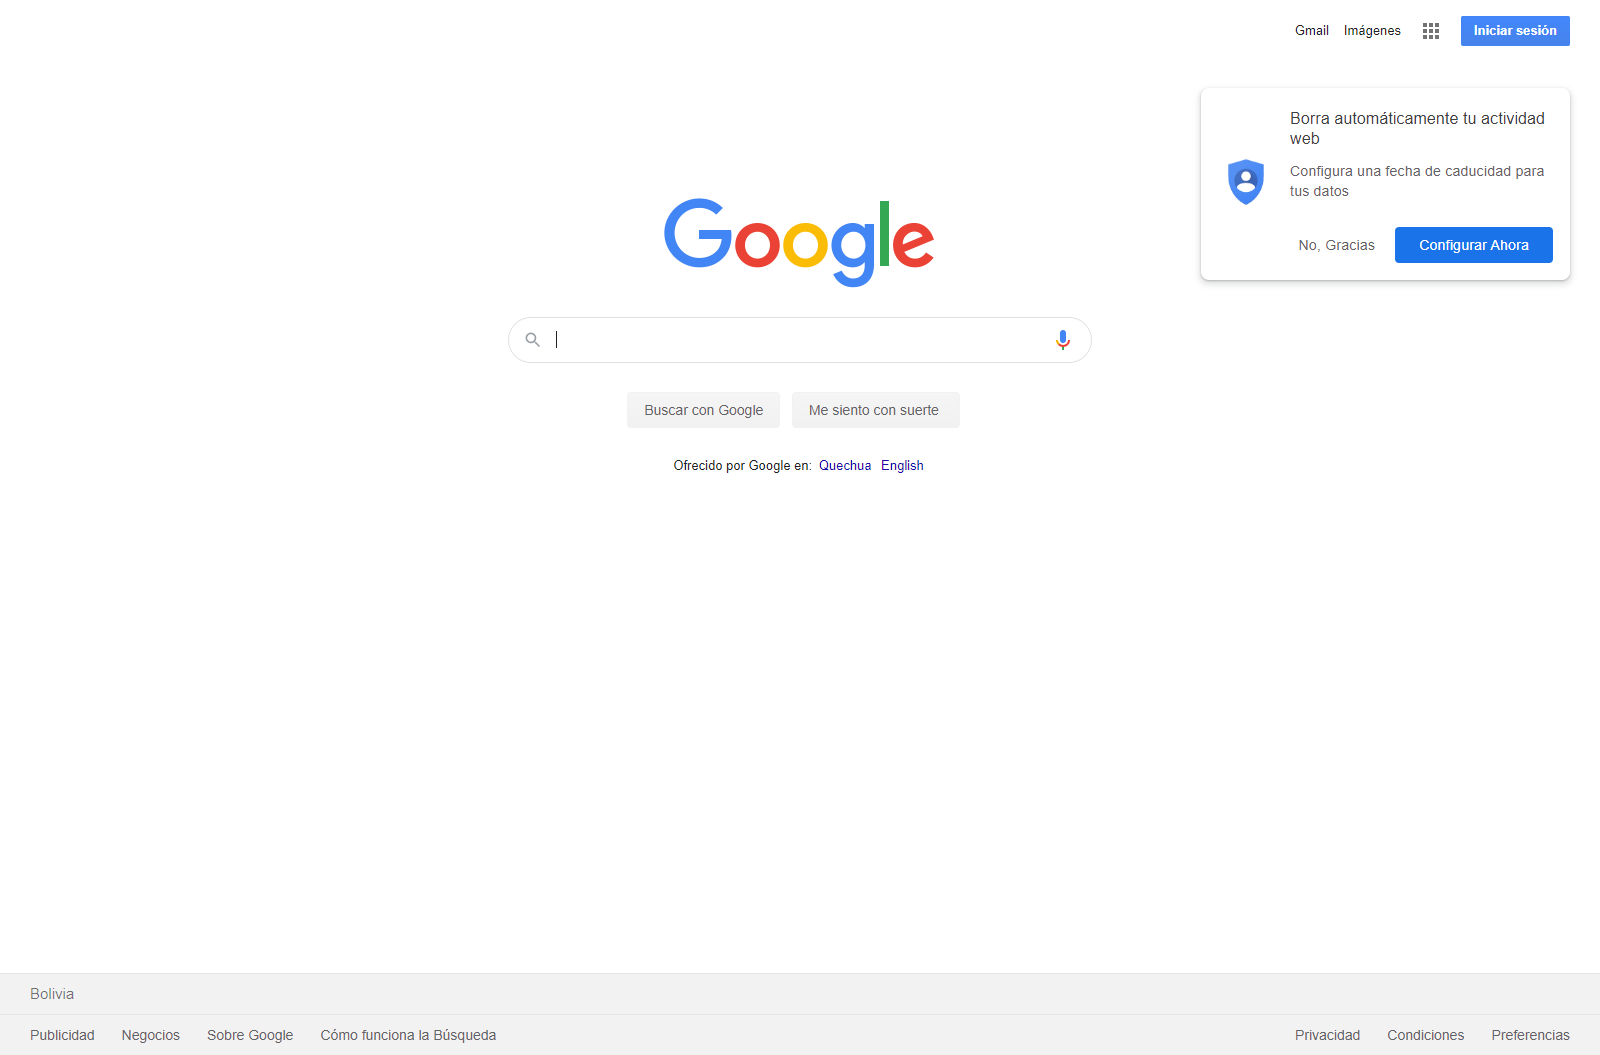 Gmail Imágenes Iniciar sesión
Borra automáticamente tu actividad
web
Configura una fecha de caducidad para
tus datos
No, Gracias Configurar Ahora
Google
Buscar con Google Me siento con suerte
Ofrecido por Google en: Quechua English
Bolivia
Publicidad Negocios Sobre Google Cómo funciona la Búsqueda Privacidad Condiciones Preferencias